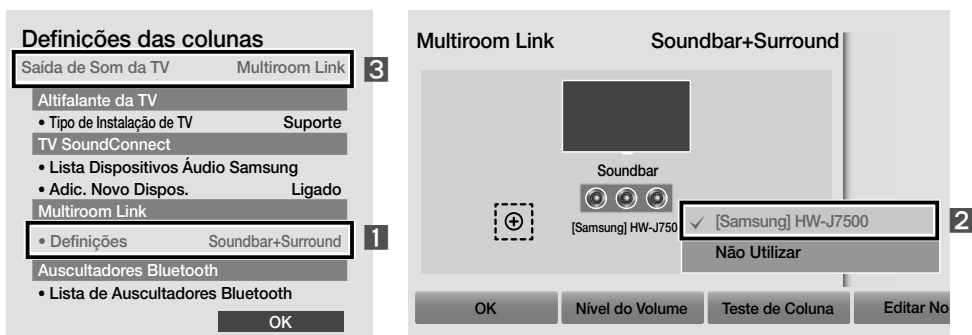 Definições das colunas
Saída de Som da TV Multiroom Link 3
Altifalante da TV
• Tipo de Instalação de TV Suporte
TV SoundConnect
• Lista Dispositivos Áudio Samsung
• Adic. Novo Dispos. Ligado
Multiroom Link
• Definições Soundbar+Surround 1
Auscultadores Bluetooth
• Lista de Auscultadores Bluetooth
OK
Multiroom Link Soundbar+Surround
Soundbar
[Samsung] HW-J750
✓ [Samsung] HW-J7500 2
Não Utilizar
OK Nível do Volume Teste de Coluna Editar No